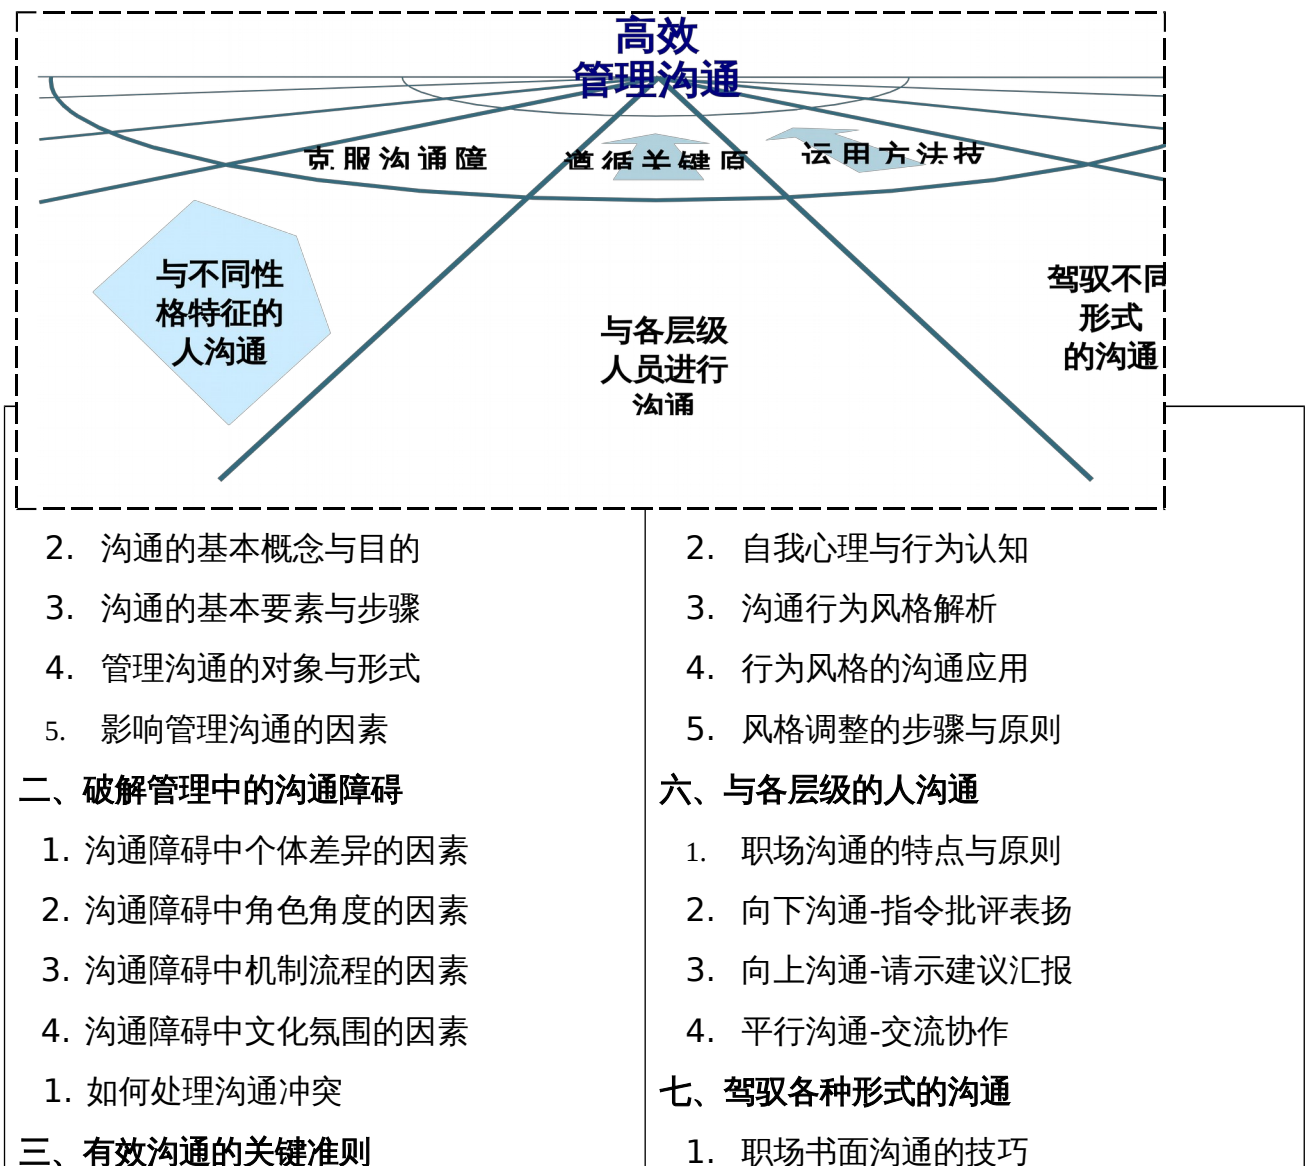 高效
管理沟通
克服沟通障
遵循关键原
运用方法技
与不同性
格特征的
人沟通
与各层级
人员进行
沟通
驾驭不同
形式
的沟通
2. 沟通的基本概念与目的
3. 沟通的基本要素与步骤
4. 管理沟通的对象与形式
5. 影响管理沟通的因素
二、破解管理中的沟通障碍
1. 沟通障碍中个体差异的因素
2. 沟通障碍中角色角度的因素
3. 沟通障碍中机制流程的因素
4. 沟通障碍中文化氛围的因素
1. 如何处理沟通冲突
三、有效沟通的关键准则
2. 自我心理与行为认知
3. 沟通行为风格解析
4. 行为风格的沟通应用
5. 风格调整的步骤与原则
六、与各层级的人沟通
1. 职场沟通的特点与原则
2. 向下沟通-指令批评表扬
3. 向上沟通-请示建议汇报
4. 平行沟通-交流协作
七、驾驭各种形式的沟通
1. 职场书面沟通的技巧